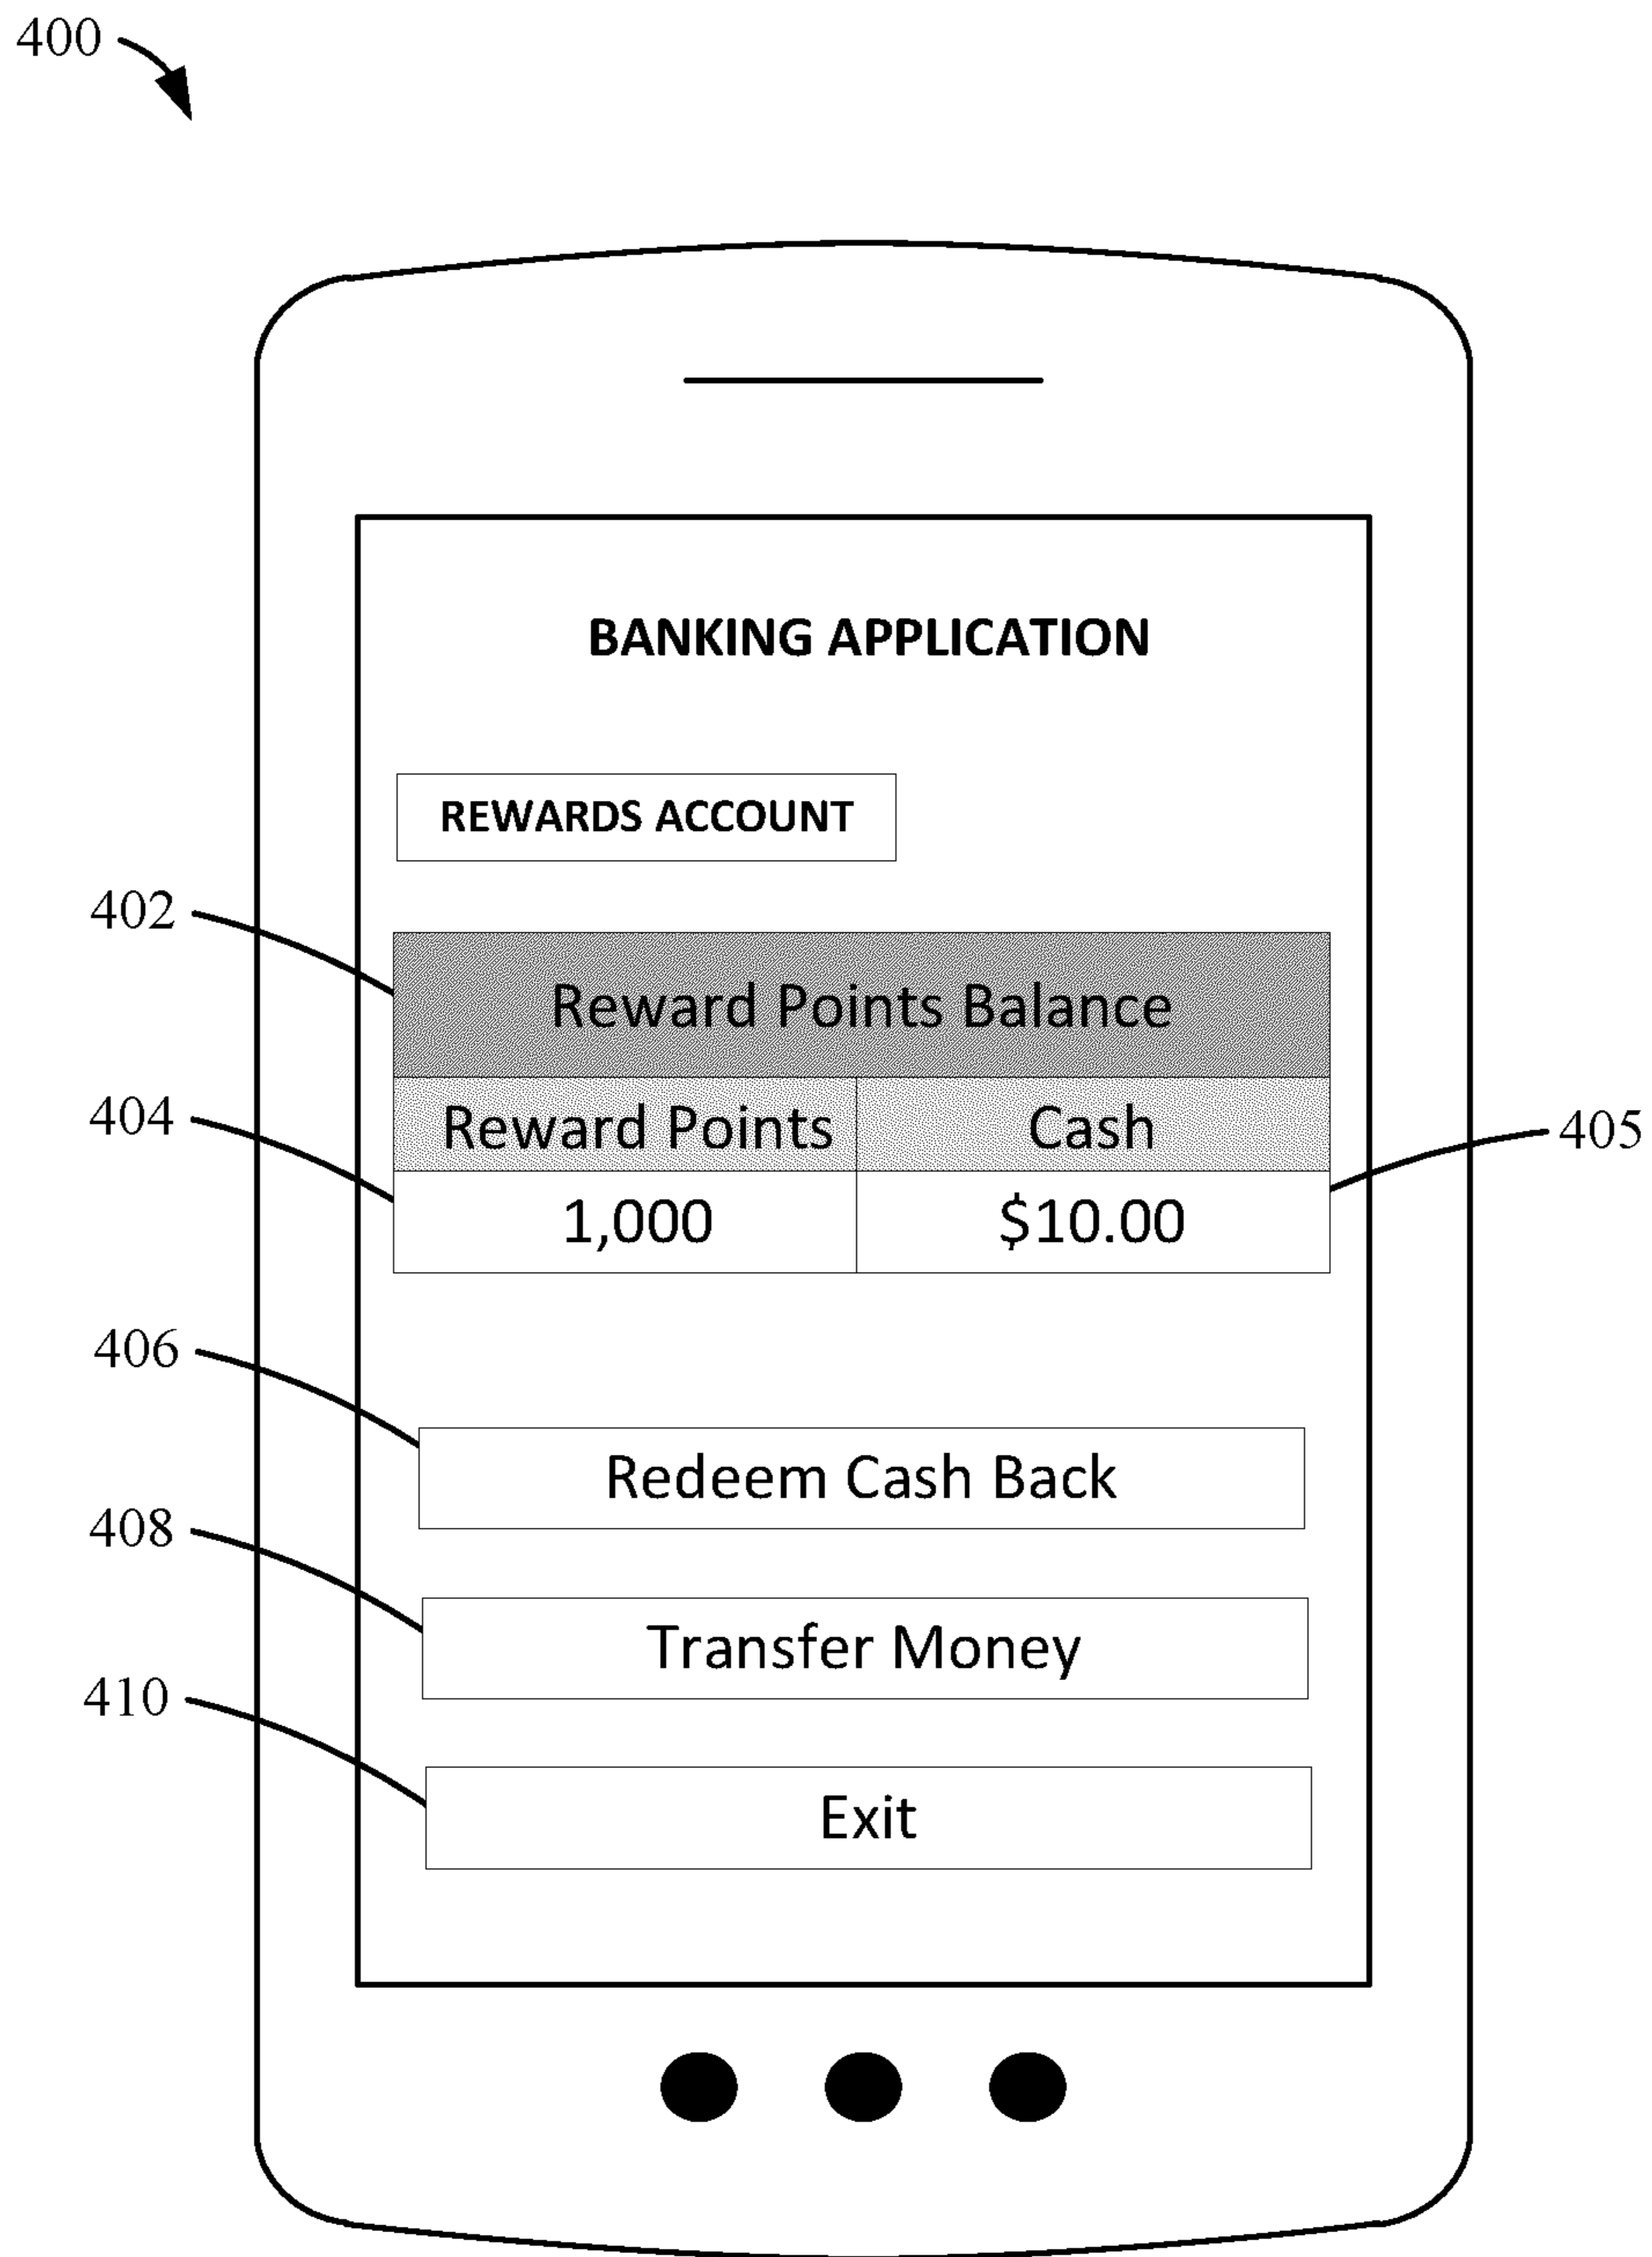 400
BANKING APPLICATION
REWARDS ACCOUNT
402
Reward Points Balance
404
Reward Points Cash
405
1,000 $10.00
406
Redeem Cash Back
408
Transfer Money
410
Exit